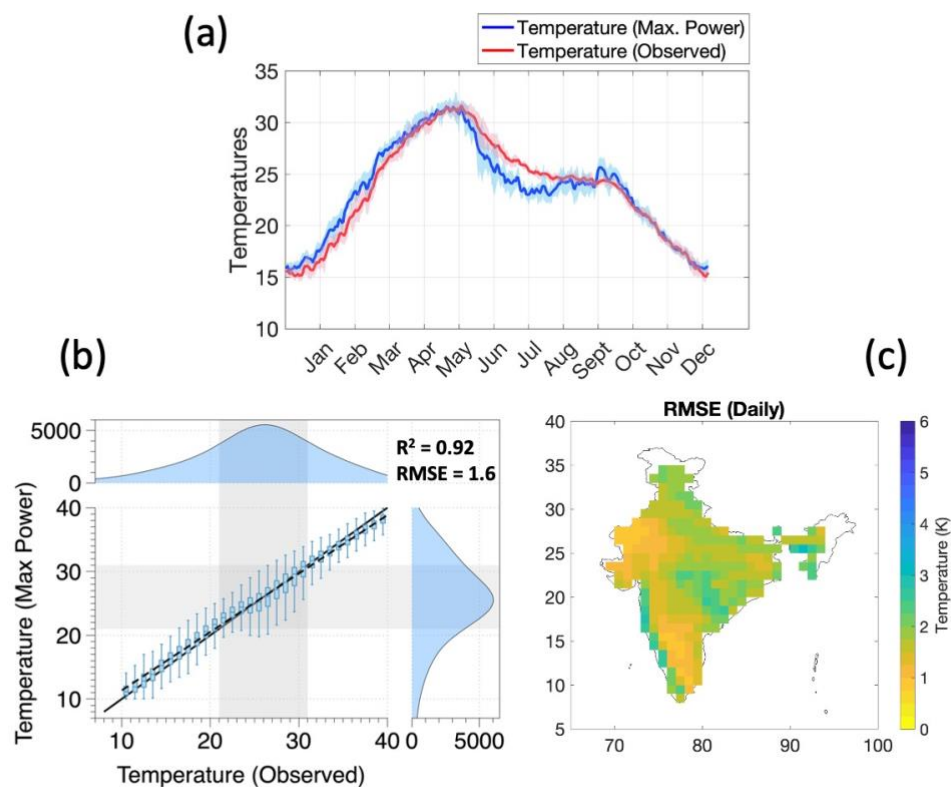 (a)
Temperature (Max. Power)
Temperature (Observed)
Temperatures
35
30
25
20
15
10
Jan
Feb
Mar
Apr
May
Jun
Jul
Aug
Sept
Oct
Nov
Dec
(b)
5000
0
R² = 0.92
RMSE = 1.6
Temperature (Max Power)
40
30
20
10
10 20 30 40
0 5000
Temperature (Observed)
(c)
RMSE (Daily)
40
35
30
25
20
15
10
5
70 80 90 100
6
5
4
3
2
1
0
Temperature (K)